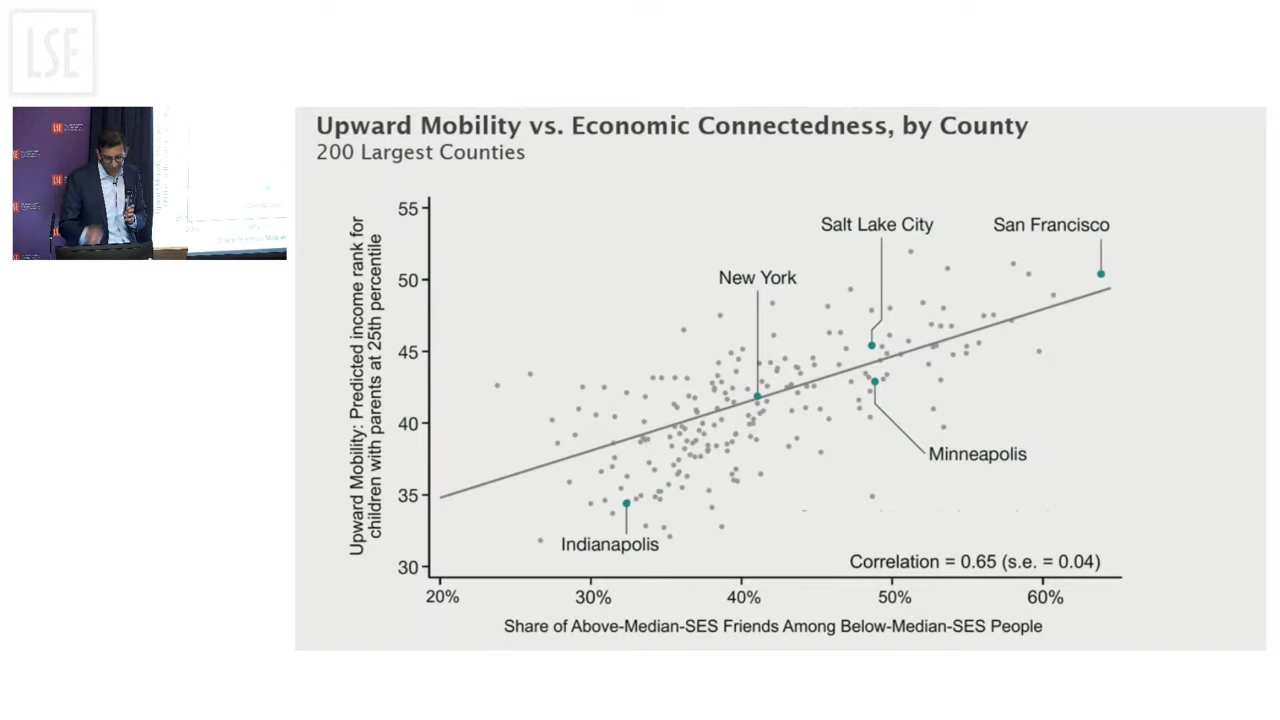 LSE
LSE
LSE
Upward Mobility vs. Economic Connectedness, by County
200 Largest Counties
Upward Mobility: Predicted income rank for
children with parents at 25th percentile
55
50
45
40
35
30
Salt Lake City
San Francisco
New York
Minneapolis
Indianapolis
Correlation = 0.65 (s.e. = 0.04)
20%
30%
40%
50%
60%
Share of Above-Median-SES Friends Among Below-Median-SES People